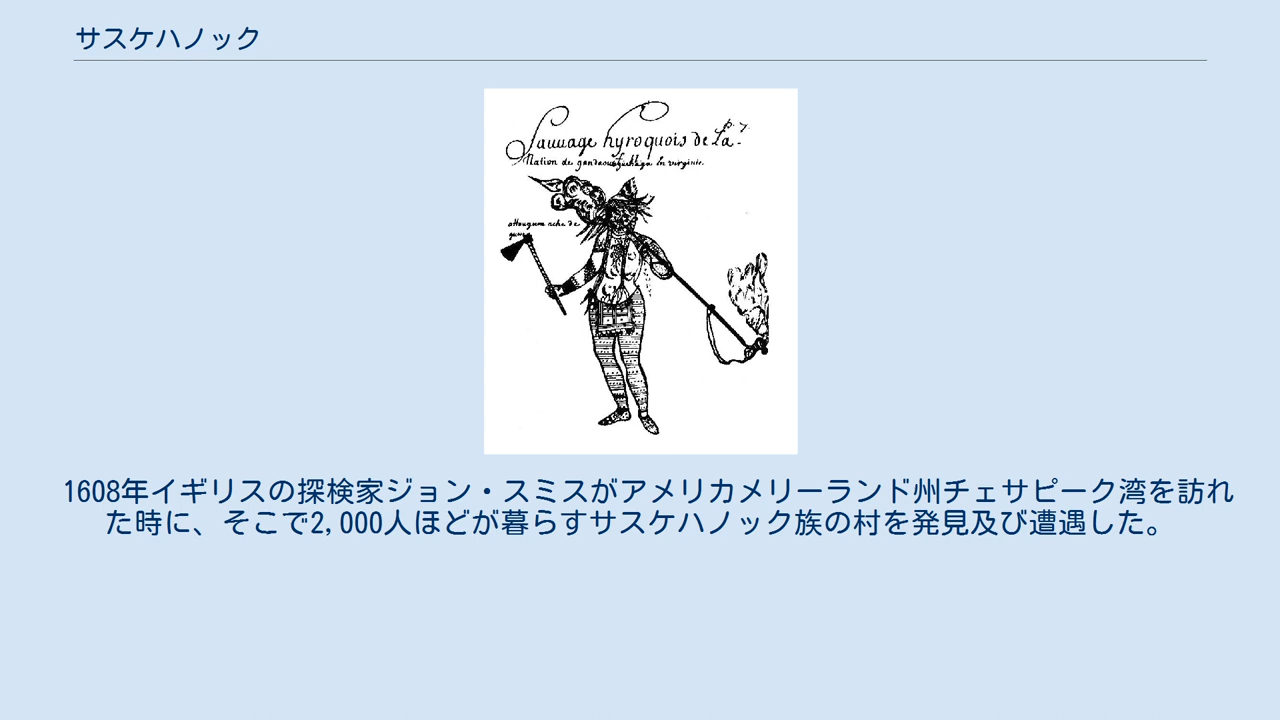 サスケハノック
Sauuage hyroquois de La-
p. 7.
Nation de en virginie.
ache de
1608年イギリスの探検家ジョン・スミスがアメリカメリーランド州チェサピーク湾を訪れ
た時に、そこで2,000人ほどが暮らすサスケハノック族の村を発見及び遭遇した。